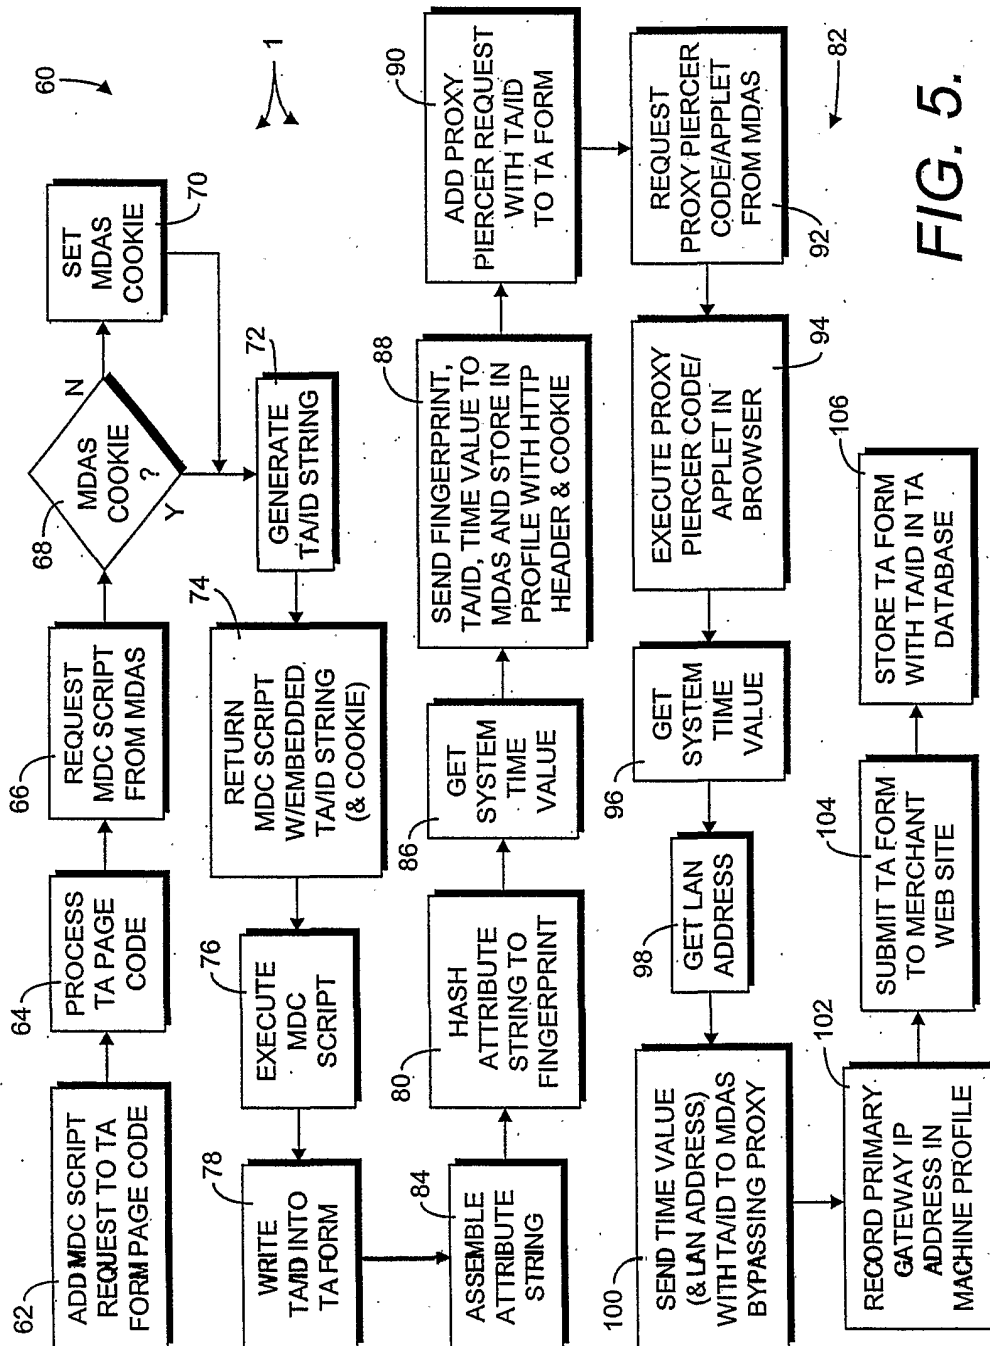 60
1
62
ADD MDC SCRIPT
REQUEST TO TA
FORM PAGE CODE
64
PROCESS
TA PAGE
CODE
66
REQUEST
MDC SCRIPT
FROM MDAS
68
MDAS
COOKIE
?
N
Y
SET
MDAS
COOKIE
70
72
GENERATE
TA/ID STRING
74
RETURN
MDC SCRIPT
W/EMBEDDED
TA/ID STRING
(& COOKIE)
76
EXECUTE
MDC
SCRIPT
78
WRITE
TA/ID INTO
TA FORM
84
ASSEMBLE
ATTRIBUTE
STRING
80
HASH
ATTRIBUTE
STRING TO
FINGERPRINT
86
GET
SYSTEM
TIME
VALUE
88
SEND FINGERPRINT,
TA/ID, TIME VALUE TO
MDAS AND STORE IN
PROFILE WITH HTTP
HEADER & COOKIE
90
ADD PROXY
PIERCER REQUEST
WITH TA/ID
TO TA FORM
REQUEST
PROXY PIERCER
CODE/APPLET
FROM MDAS
92
82
94
EXECUTE PROXY
PIERCER CODE/
APPLET IN
BROWSER
96
GET
SYSTEM
TIME
VALUE
98
GET LAN
ADDRESS
100
SEND TIME VALUE
(& LAN ADDRESS)
WITH TA/ID TO MDAS
BYPASSING PROXY
102
RECORD PRIMARY
GATEWAY IP
ADDRESS IN
MACHINE PROFILE
104
SUBMIT TA FORM
TO MERCHANT
WEB SITE
106
STORE TA FORM
WITH TA/ID IN TA
DATABASE
FIG. 5.